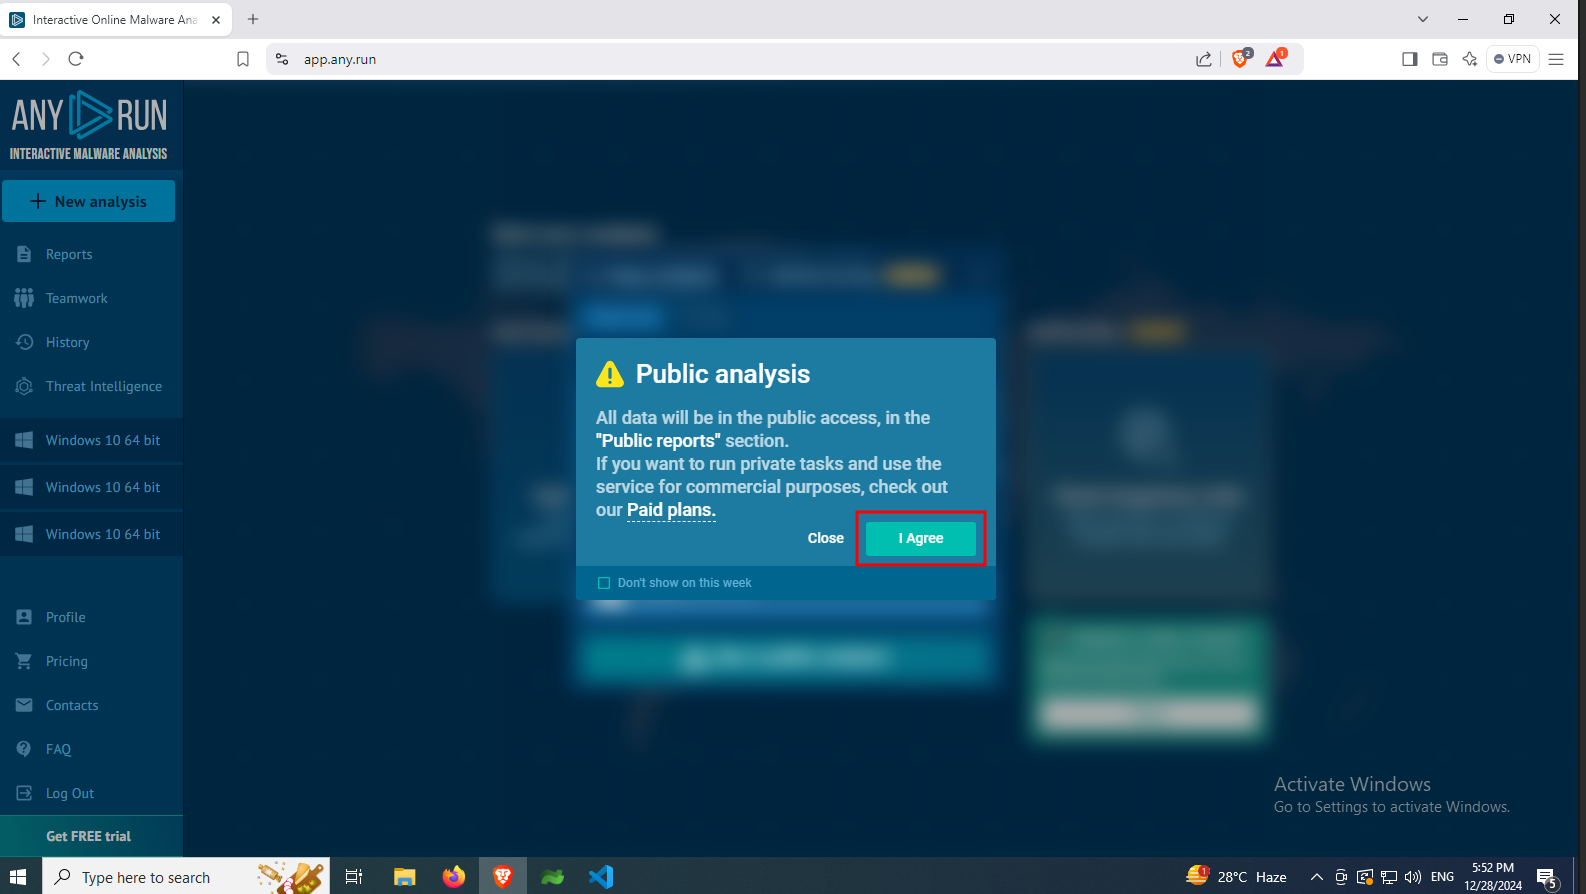 Interactive Online Malware Ana
app.any.run
2
1
VPN
ANY RUN
INTERACTIVE MALWARE ANALYSIS
New analysis
Reports
Teamwork
History
Threat Intelligence
Windows 10 64 bit
Windows 10 64 bit
Windows 10 64 bit
Profile
Pricing
Contacts
FAQ
Log Out
Get FREE trial
Public analysis
All data will be in the public access, in the
"Public reports" section.
If you want to run private tasks and use the
service for commercial purposes, check out
our Paid plans.
Close
I Agree
Don't show on this week
Activate Windows
Go to Settings to activate Windows.
Type here to search
1
28°C Haze
ENG
5:52 PM
12/28/2024
5